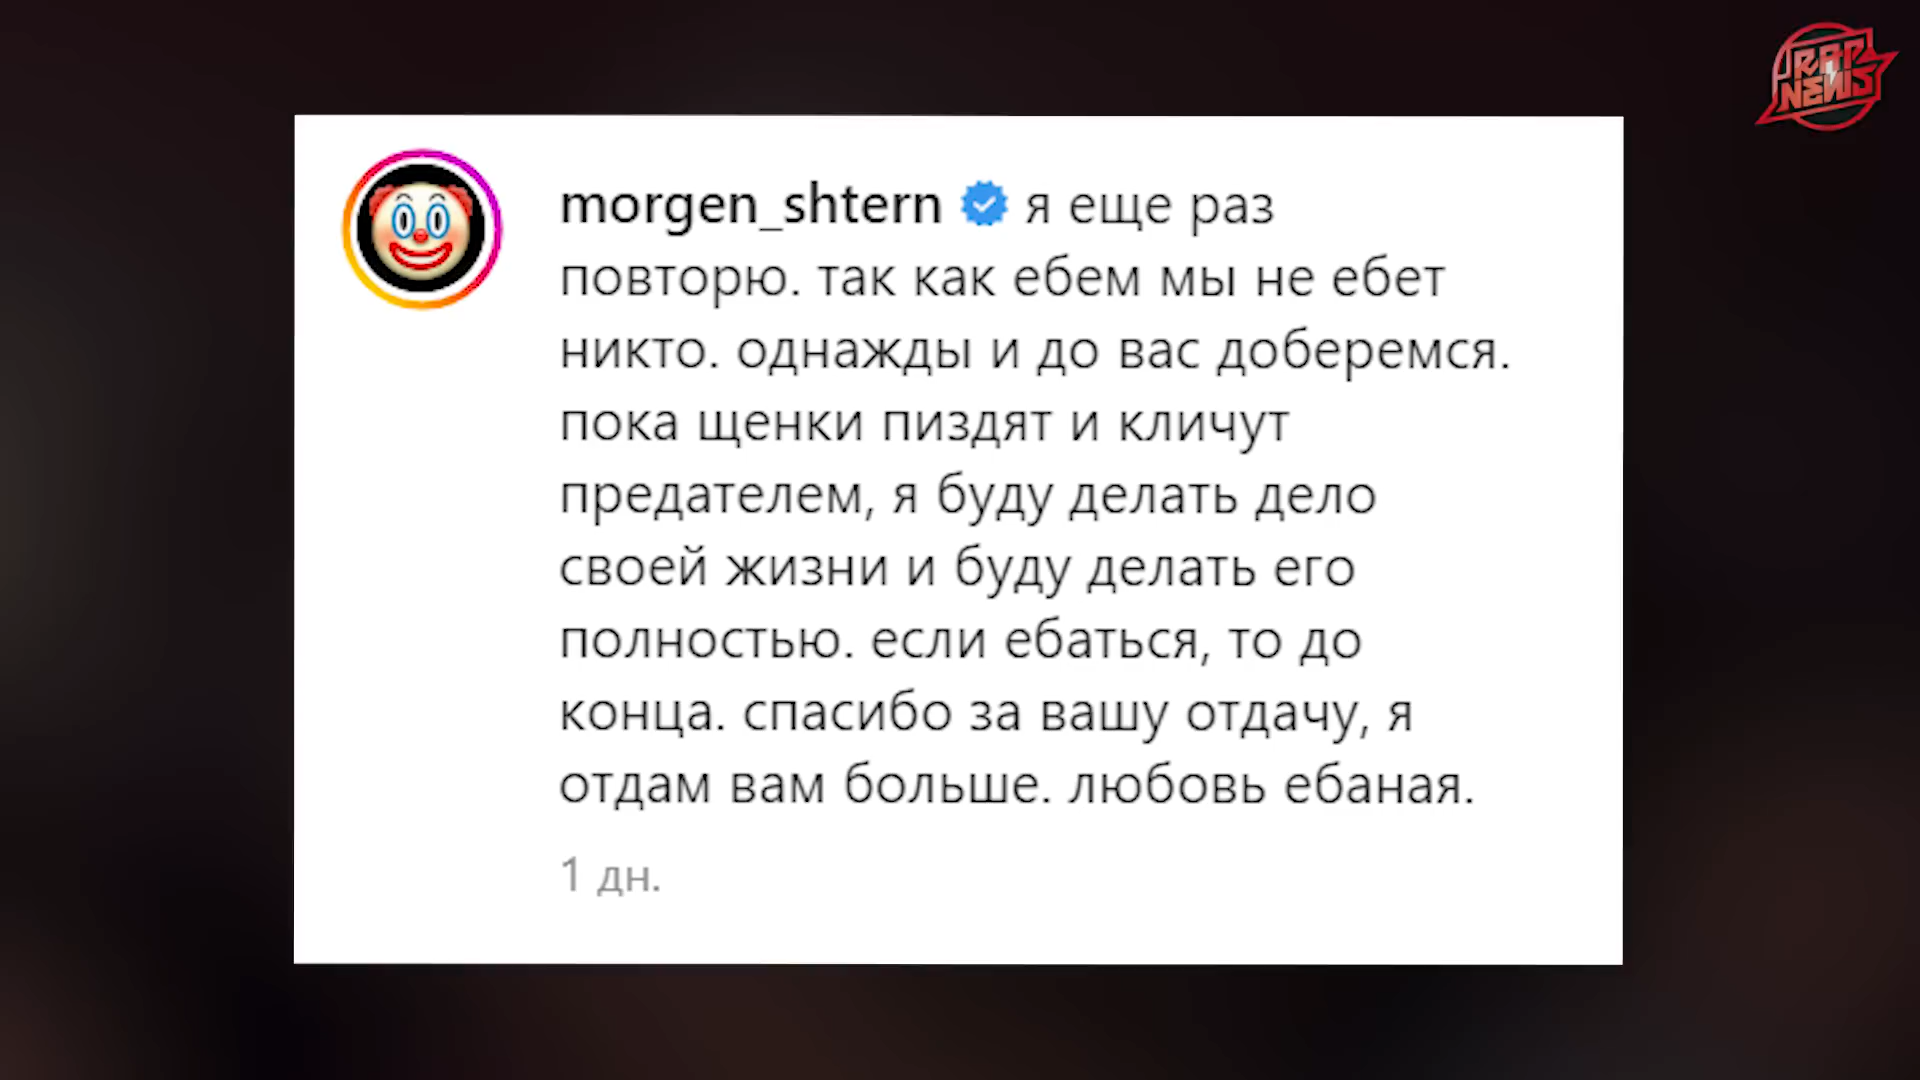 RAP
NEWS
morgen_shtern я еще раз
повторю. так как ебем мы не ебет
никто. однажды и до вас доберемся.
пока щенки пиздят и кличут
предателем, я буду делать дело
своей жизни и буду делать его
полностью. если ебаться, то до
конца. спасибо за вашу отдачу, я
отдам вам больше. любовь ебаная.
1 дн.